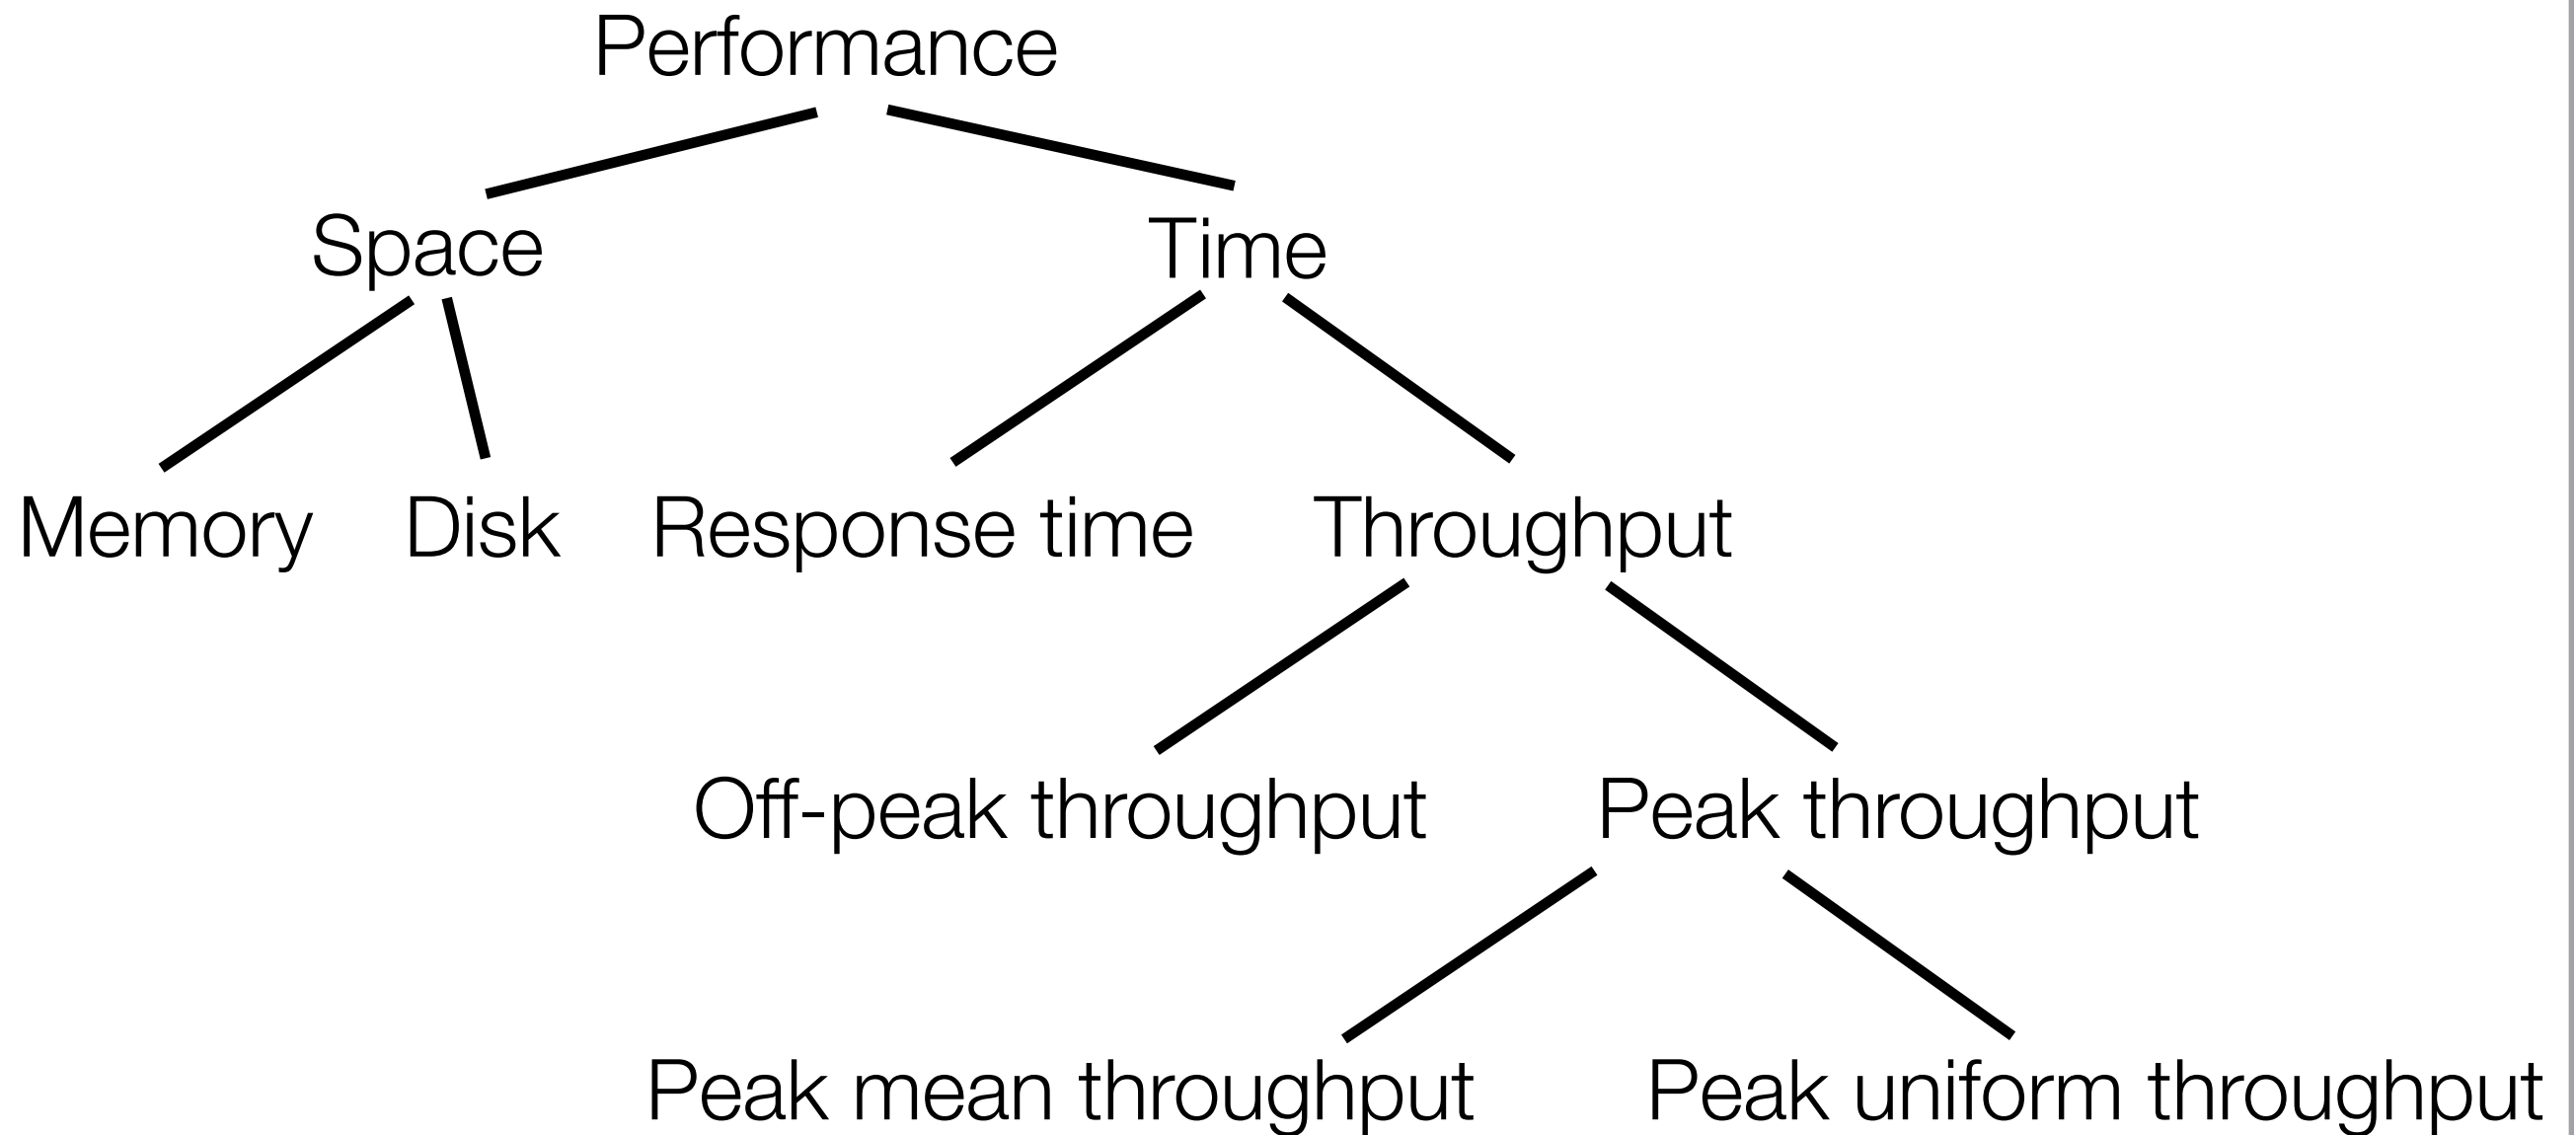 Performance
Space Time
Memory Disk Response time Throughput
Off-peak throughput Peak throughput
Peak mean throughput Peak uniform throughput